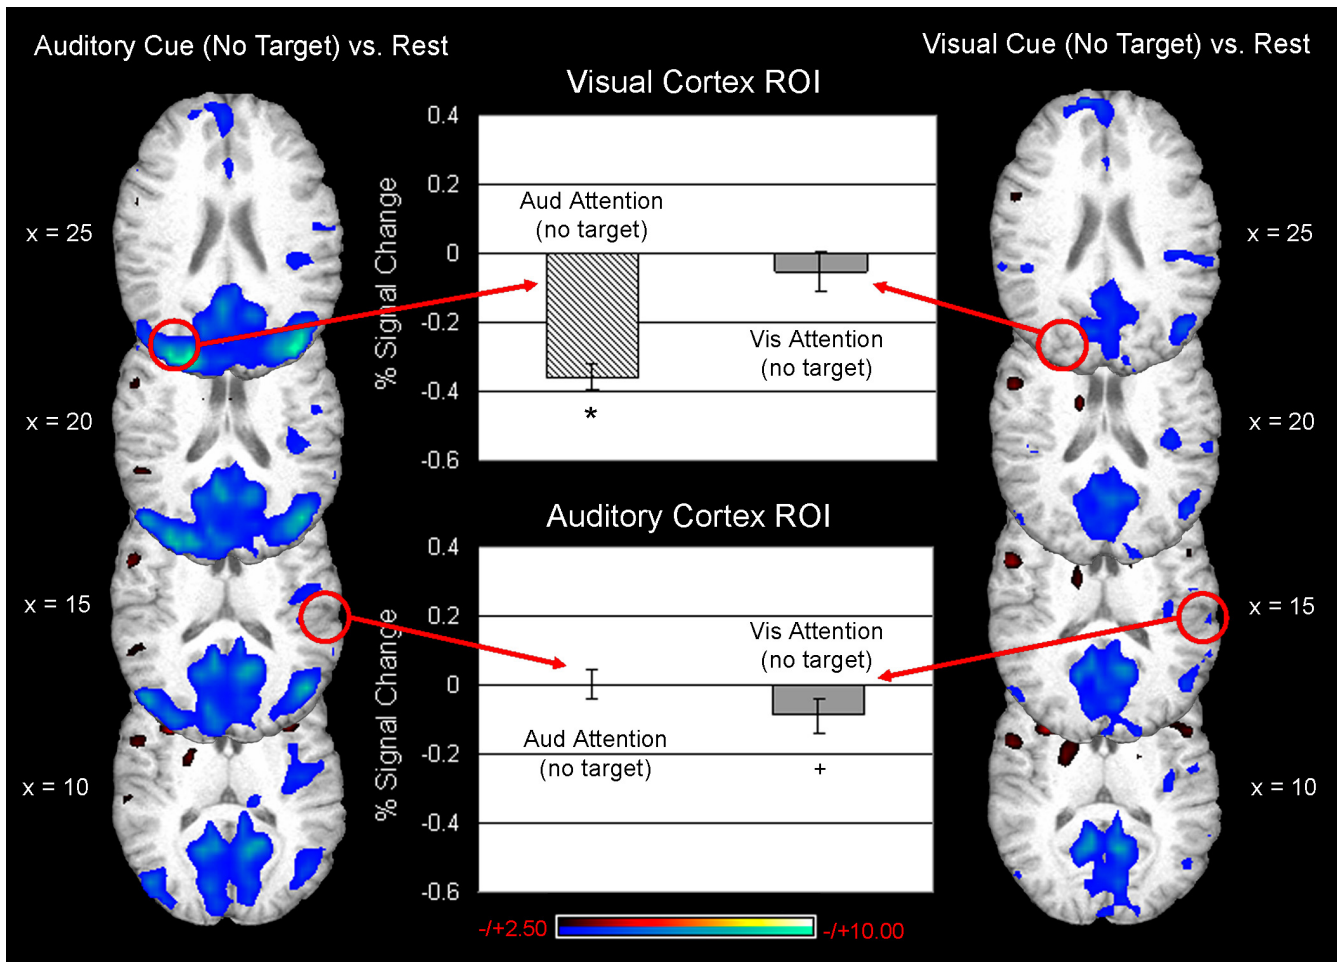 Auditory Cue (No Target) vs. Rest
Visual Cue (No Target) vs. Rest
Visual Cortex ROI
0.4
0.2
0
-0.2
-0.4
-0.6
% Signal Change
Aud Attention
(no target)
Vis Attention
(no target)
*
x = 25
x = 20
x = 15
x = 10
x = 25
x = 20
x = 15
x = 10
Auditory Cortex ROI
0.4
0.2
0
-0.2
-0.4
-0.6
% Signal Change
Vis Attention
(no target)
Aud Attention
(no target)
+
-/+2.50
-/+10.00